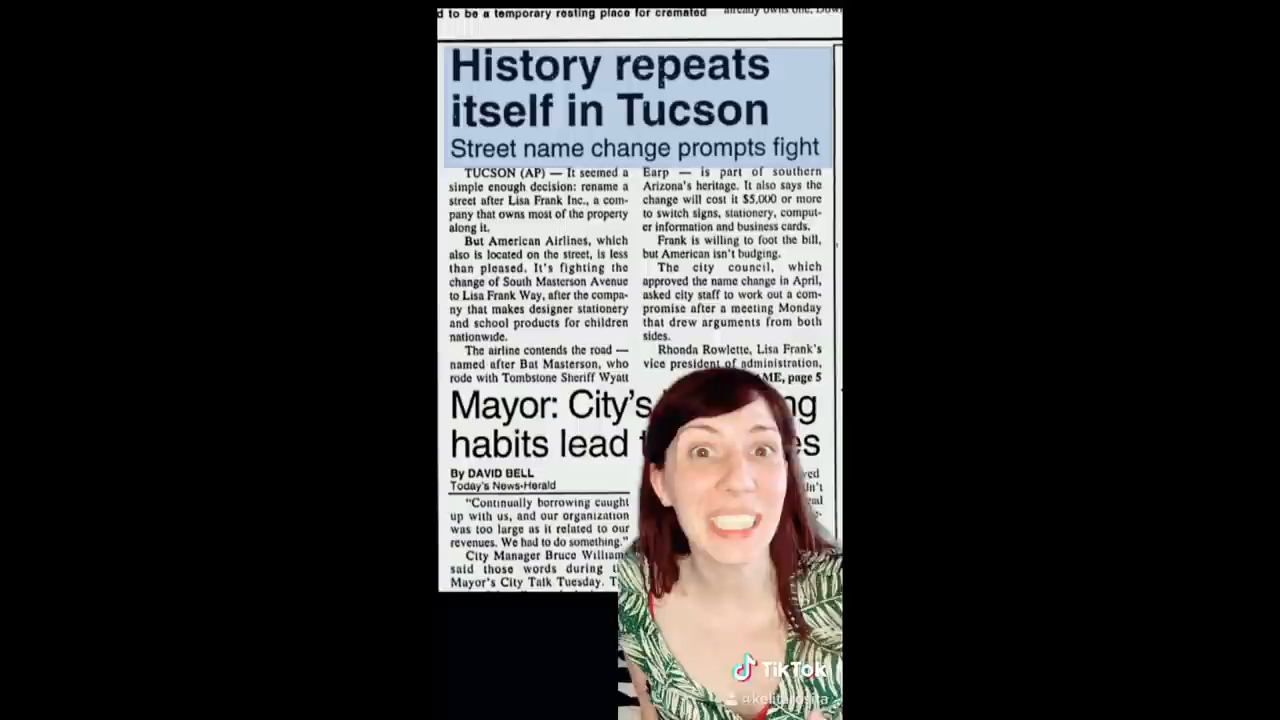 d to be a temporary resting place for cremated
already owns one, Dow
History repeats
itself in Tucson
Street name change prompts fight
TUCSON (AP) — It seemed a
simple enough decision: rename a
street after Lisa Frank Inc., a com-
pany that owns most of the property
along it.
But American Airlines, which
also is located on the street, is less
than pleased. It's fighting the
change of South Masterson Avenue
to Lisa Frank Way, after the compa-
ny that makes designer stationery
and school products for children
nationwide.
The airline contends the road —
named after Bat Masterson, who
rode with Tombstone Sheriff Wyatt
Earp — is part of southern
Arizona's heritage. It also says the
change will cost it $5,000 or more
to switch signs, stationery, comput-
er information and business cards.
Frank is willing to foot the bill,
but American isn't budging.
The city council, which
approved the name change in April,
asked city staff to work out a com-
promise after a meeting Monday
that drew arguments from both
sides.
Rhonda Rowlette, Lisa Frank's
vice president of administration,
AME, page 5
Mayor: City's ng
habits lead es
By DAVID BELL
Today's News-Herald
"Continually borrowing caught
up with us, and our organization
was too large as it related to our
revenues. We had to do something."
City Manager Bruce William
said those words during t
Mayor's City Talk Tuesday. T
TikTok